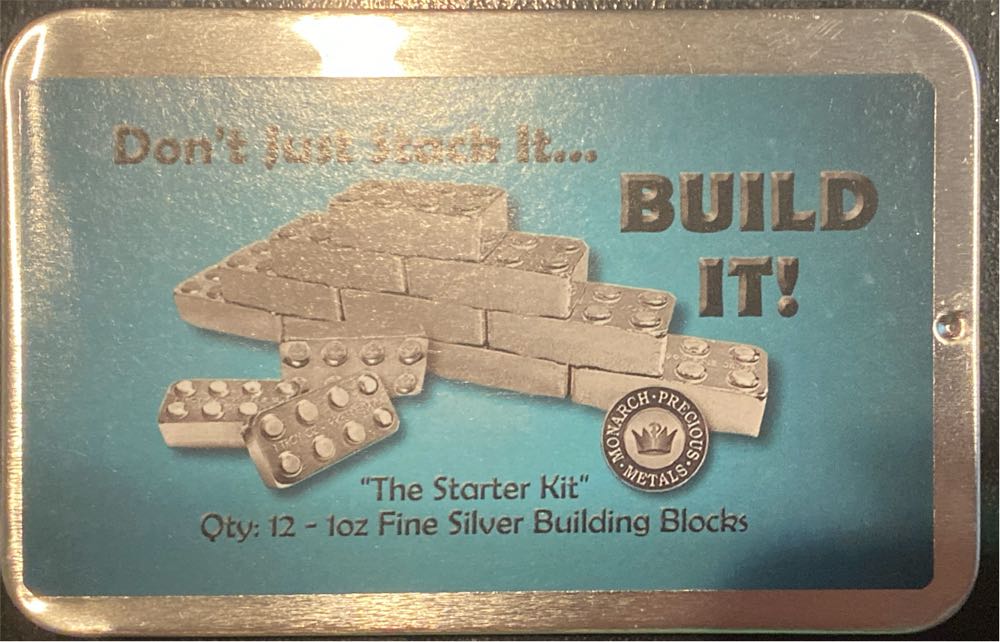 Don't Just Stack It...
BUILD
IT!
MONARCH · PRECIOUS · METALS ·
"The Starter Kit"
Qty: 12 - 1oz Fine Silver Building Blocks